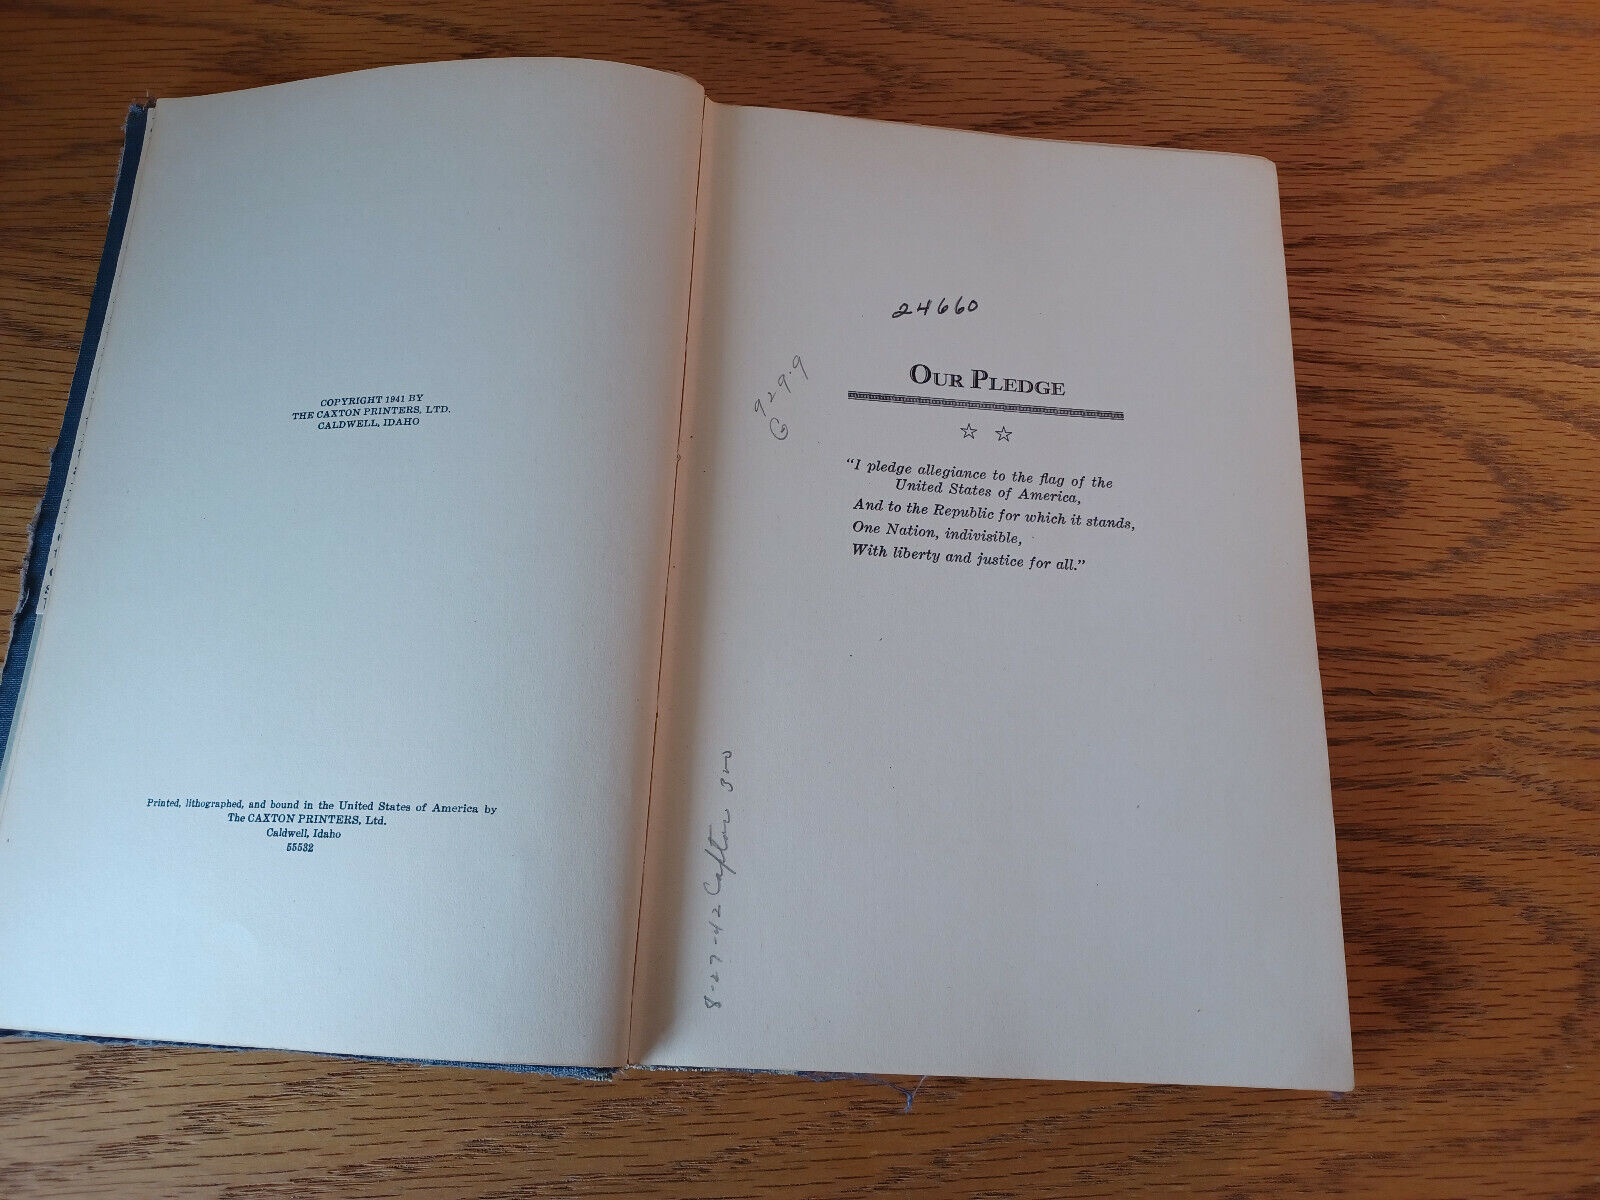 COPYRIGHT 1941 BY
THE CAXTON PRINTERS, LTD.
CALDWELL, IDAHO
Printed, lithographed, and bound in the United States of America by
The CAXTON PRINTERS, Ltd.
Caldwell, Idaho
55532
24660
929.9
G
OUR PLEDGE
"I pledge allegiance to the flag of the
United States of America,
And to the Republic for which it stands,
One Nation, indivisible,
With liberty and justice for all."
8-27-42